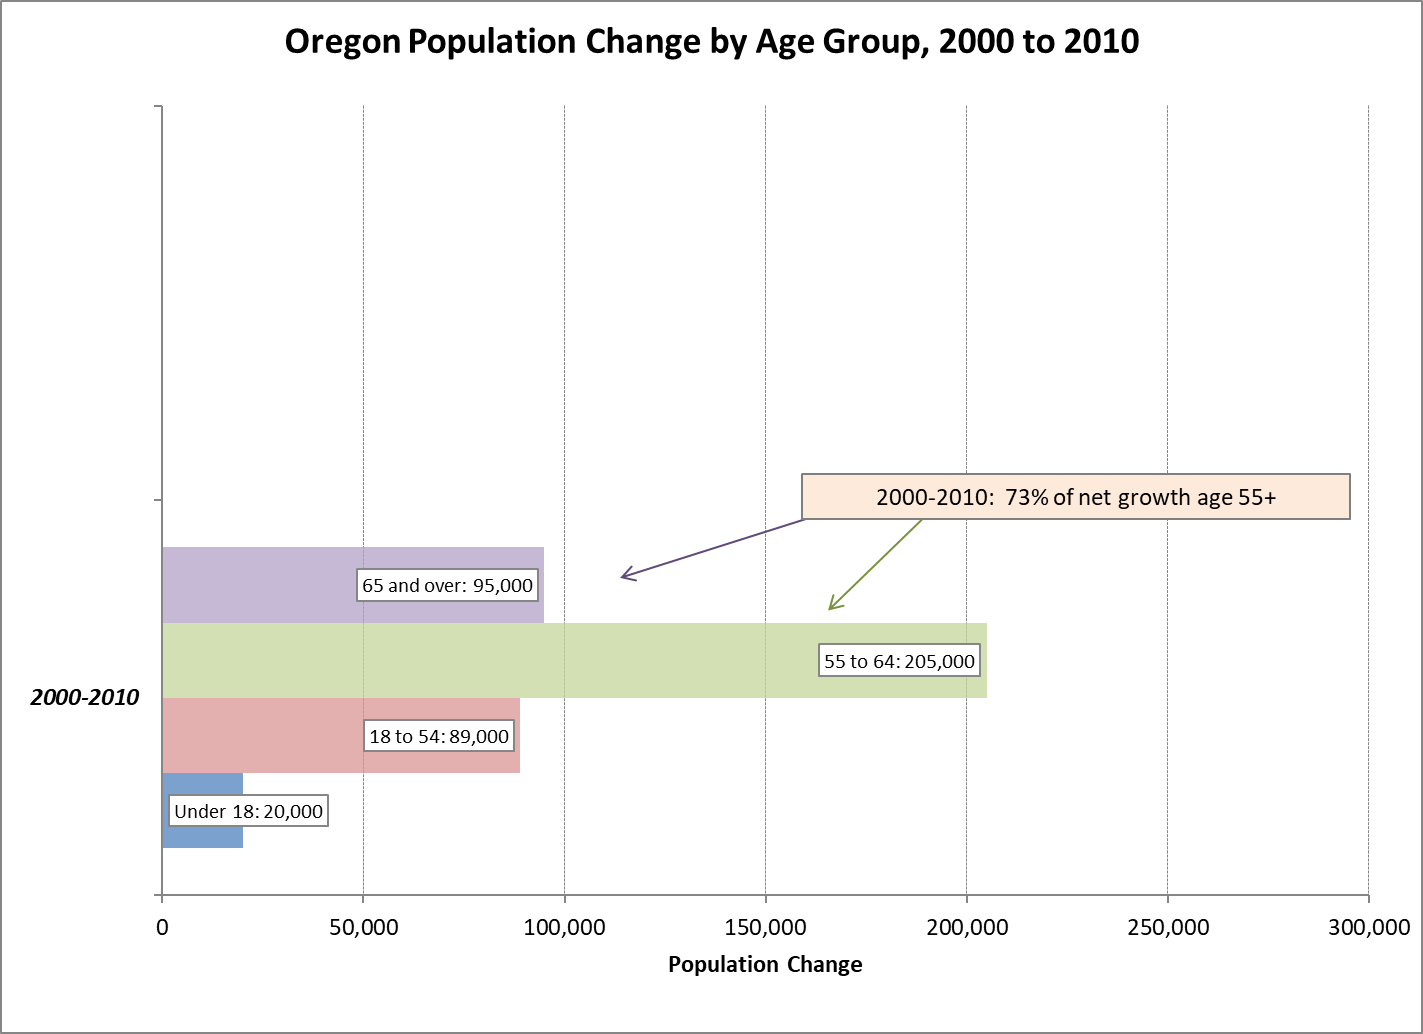 Oregon Population Change by Age Group, 2000 to 2010
2000-2010:  73% of net growth age 55+
65 and over: 95,000
55 to 64: 205,000
2000-2010
18 to 54: 89,000
Under 18: 20,000
0 50,000 100,000 150,000 200,000 250,000 300,000
Population Change